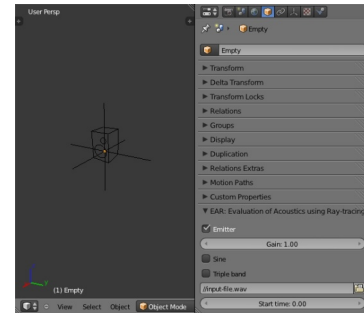 User Persp
Empty
Empty
Transform
Delta Transform
Transform Locks
Relations
Groups
Display
Duplication
Relations Extras
Motion Paths
Custom Properties
EAR: Evaluation of Acoustics using Ray-tracing
Emitter
Gain: 1.00
Sine
Triple band
//input-file.wav
Start time: 0.00
(1) Empty
View Select Object Object Mode